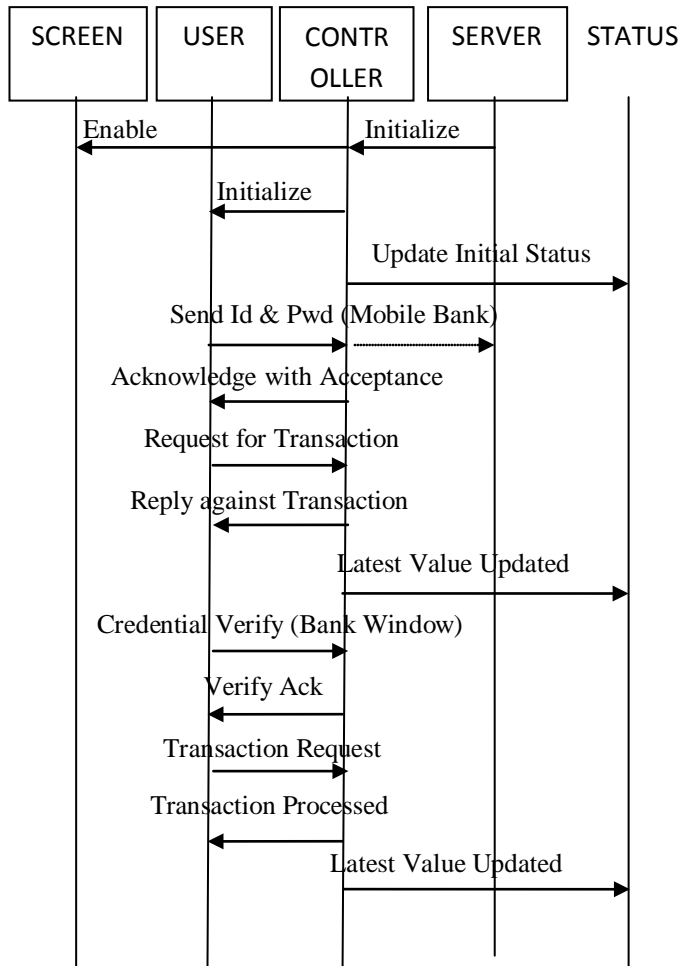 SCREEN USER CONTR SERVER STATUS
OLLER
Enable Initialize
Initialize
Update Initial Status
Send Id & Pwd (Mobile Bank)
Acknowledge with Acceptance
Request for Transaction
Reply against Transaction
Latest Value Updated
Credential Verify (Bank Window)
Verify Ack
Transaction Request
Transaction Processed
Latest Value Updated